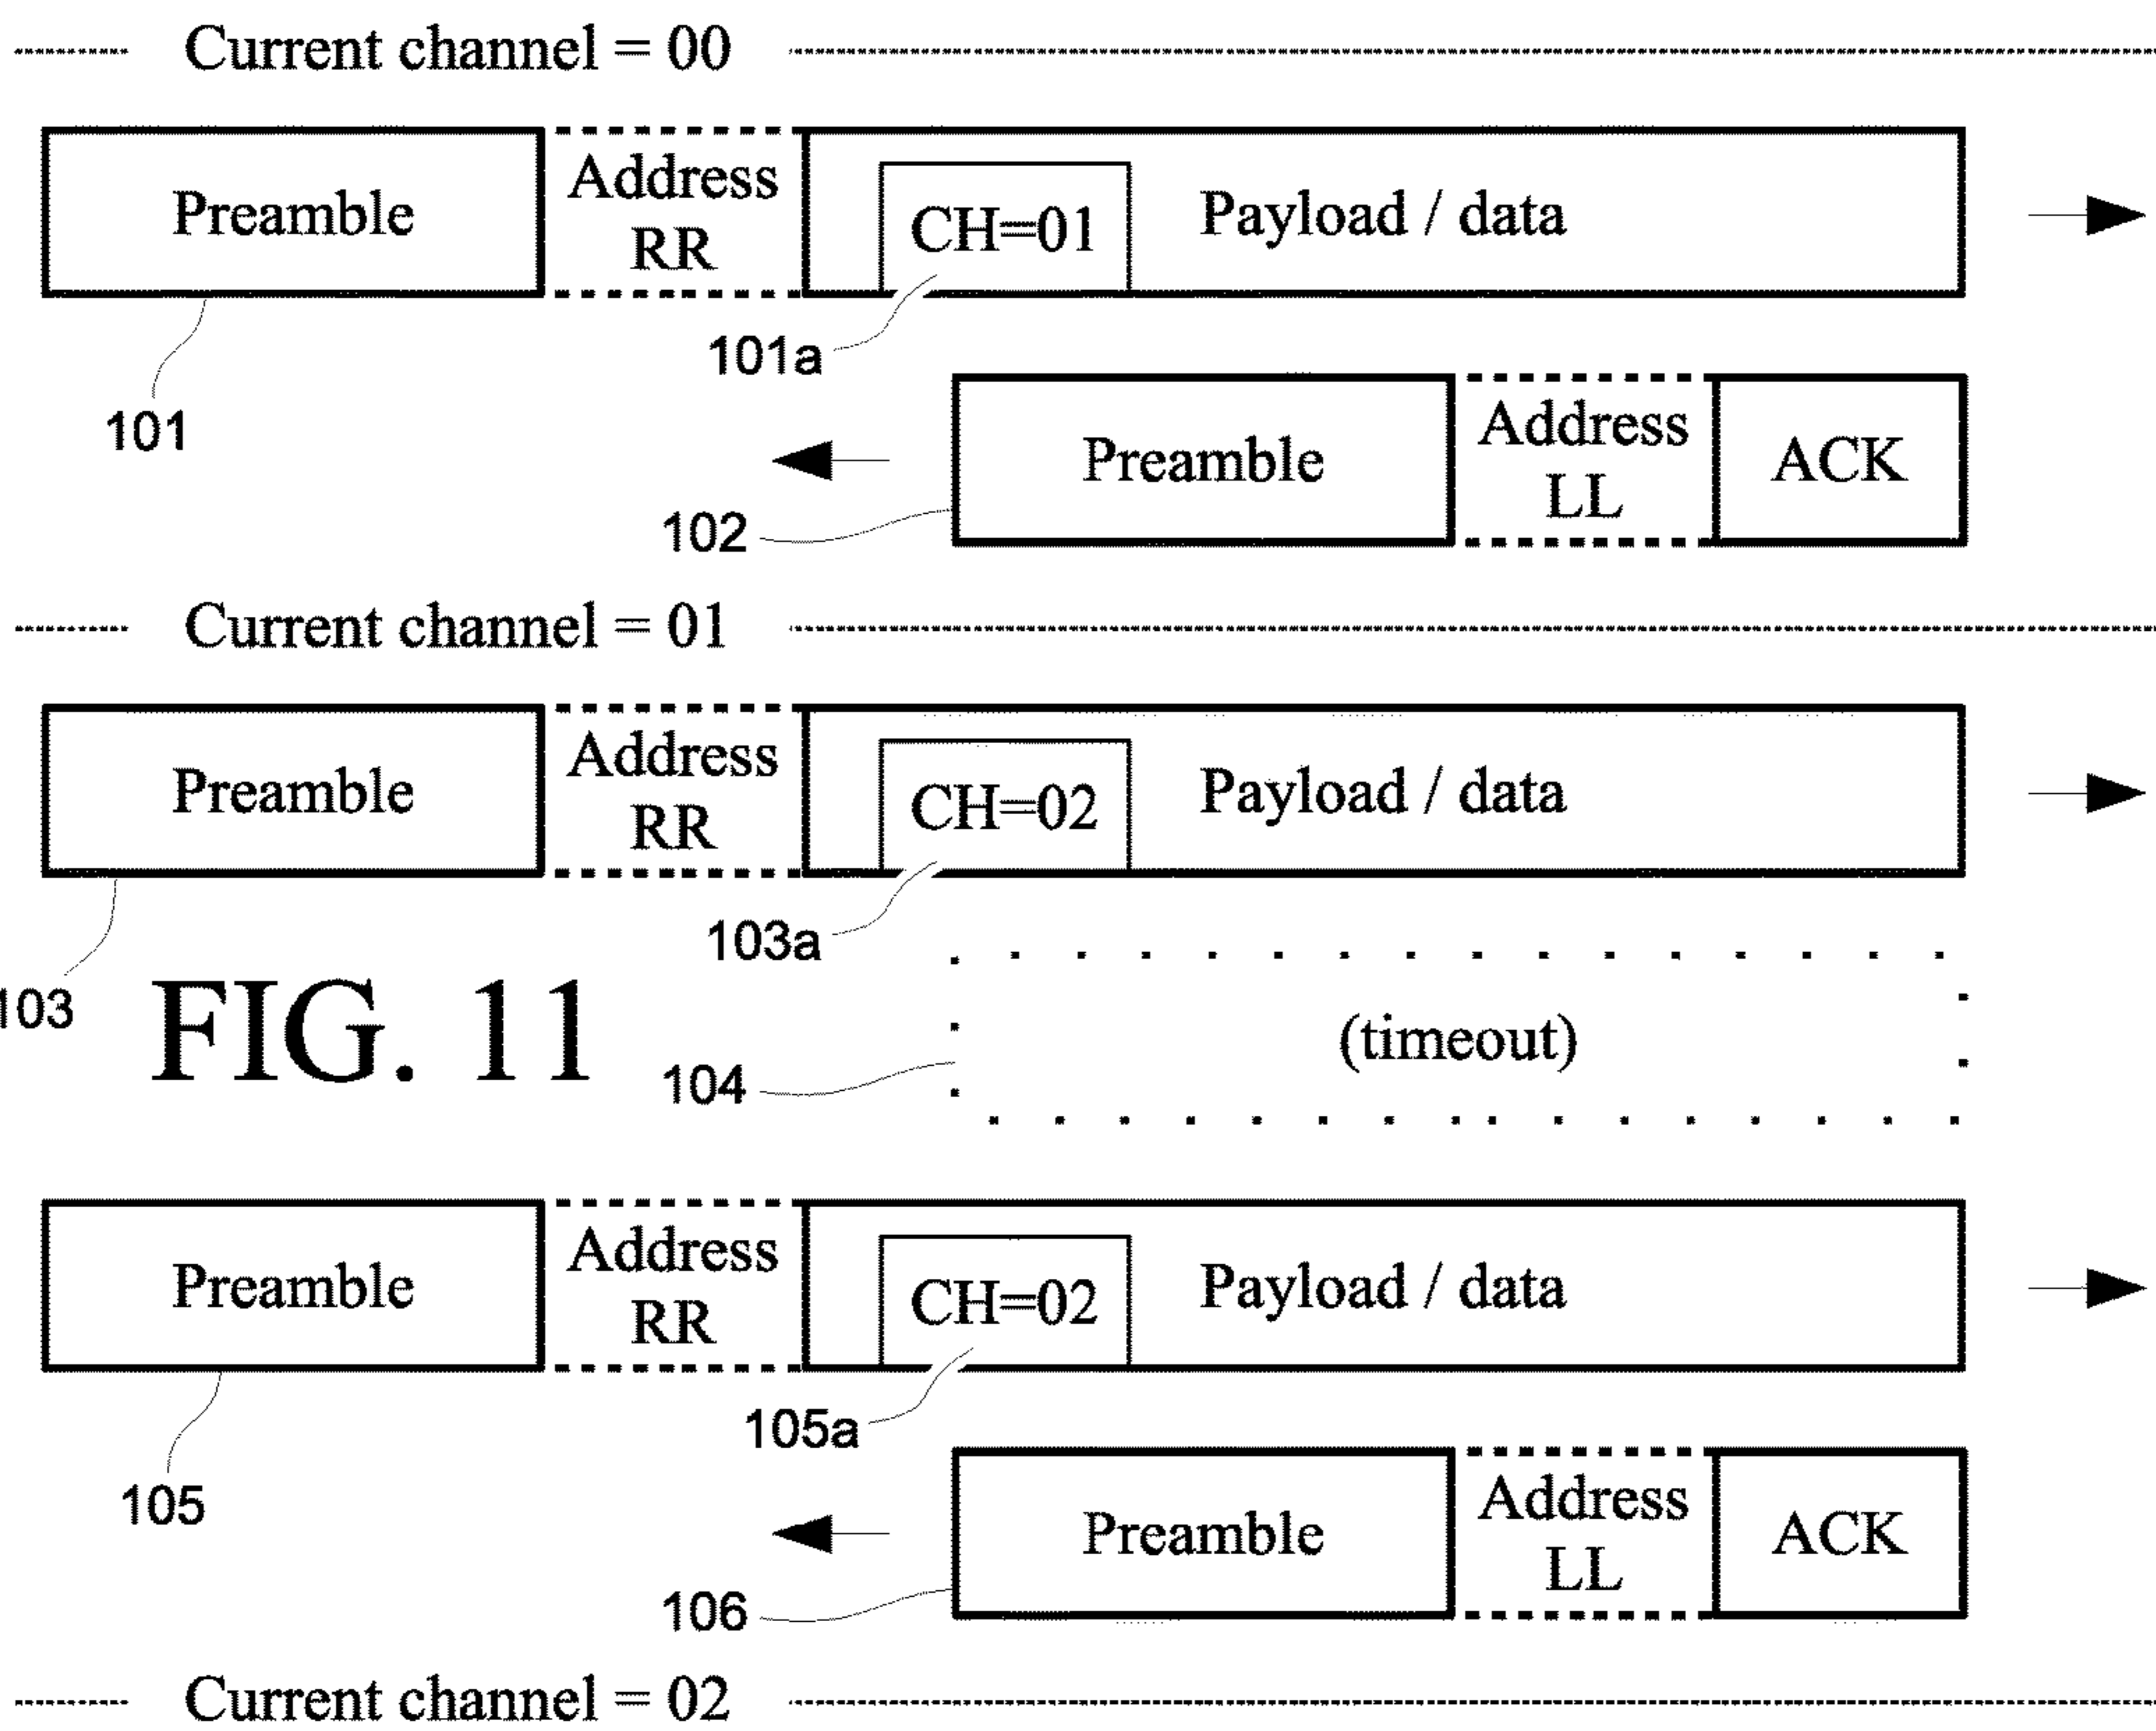 Current channel = 00
Preamble
Address
RR
CH=01
Payload / data
101a
101
Preamble
Address
LL
ACK
102
Current channel = 01
Preamble
Address
RR
CH=02
Payload / data
103a
103
FIG. 11
(timeout)
104
Preamble
Address
RR
CH=02
Payload / data
105a
105
Preamble
Address
LL
ACK
106
Current channel = 02